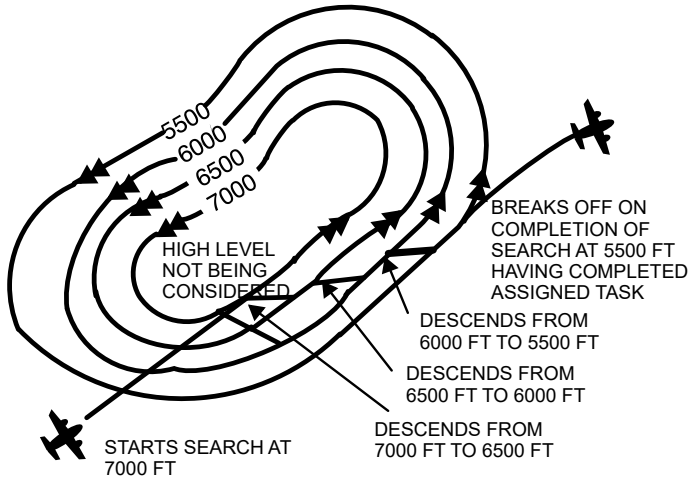 5500
6000
6500
7000
HIGH LEVEL
NOT BEING
CONSIDERED
BREAKS OFF ON
COMPLETION OF
SEARCH AT 5500 FT
HAVING COMPLETED
ASSIGNED TASK
DESCENDS FROM
6000 FT TO 5500 FT
DESCENDS FROM
6500 FT TO 6000 FT
DESCENDS FROM
7000 FT TO 6500 FT
STARTS SEARCH AT
7000 FT